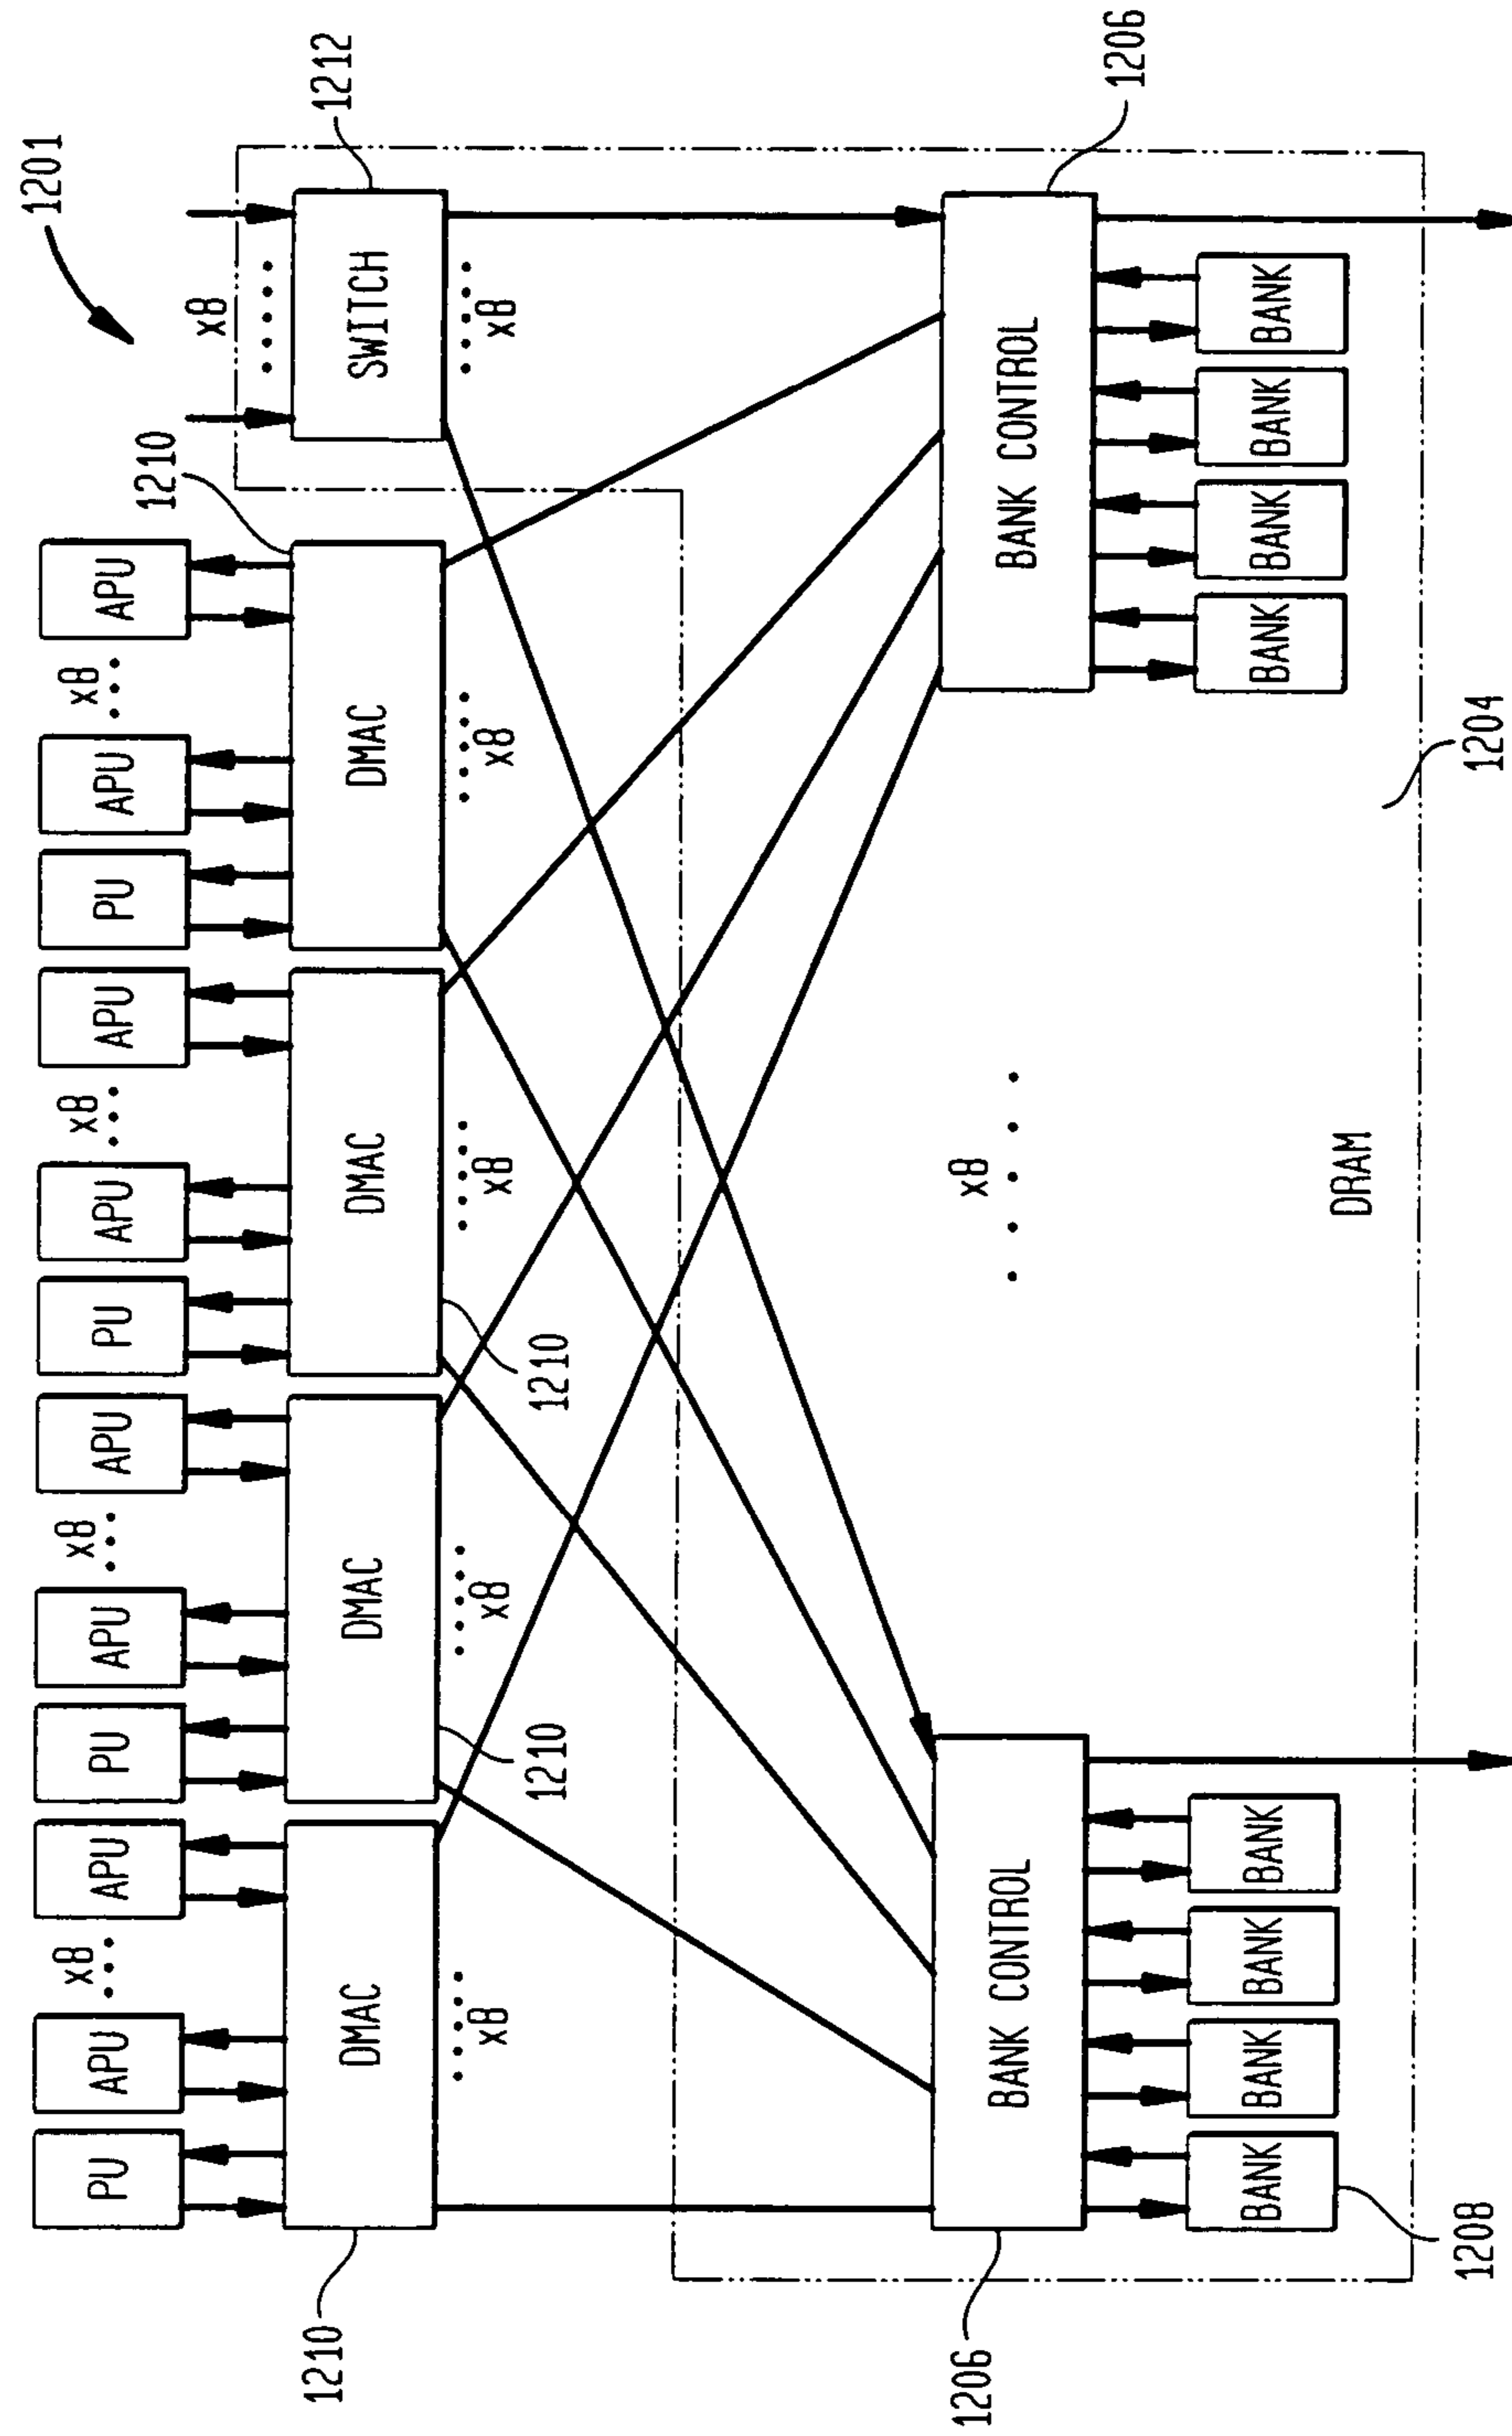 1201
PU
APU
x8
APU
PU
APU
x8
APU
PU
APU
x8
APU
PU
APU
x8
APU
1210
x8
1212
1210
DMAC
DMAC
DMAC
DMAC
SWITCH
x8
x8
x8
x8
x8
1210
1210
1206
BANK CONTROL
x8
BANK CONTROL
1206
BANK
BANK
BANK
BANK
BANK
BANK
BANK
BANK
DRAM
1208
1204